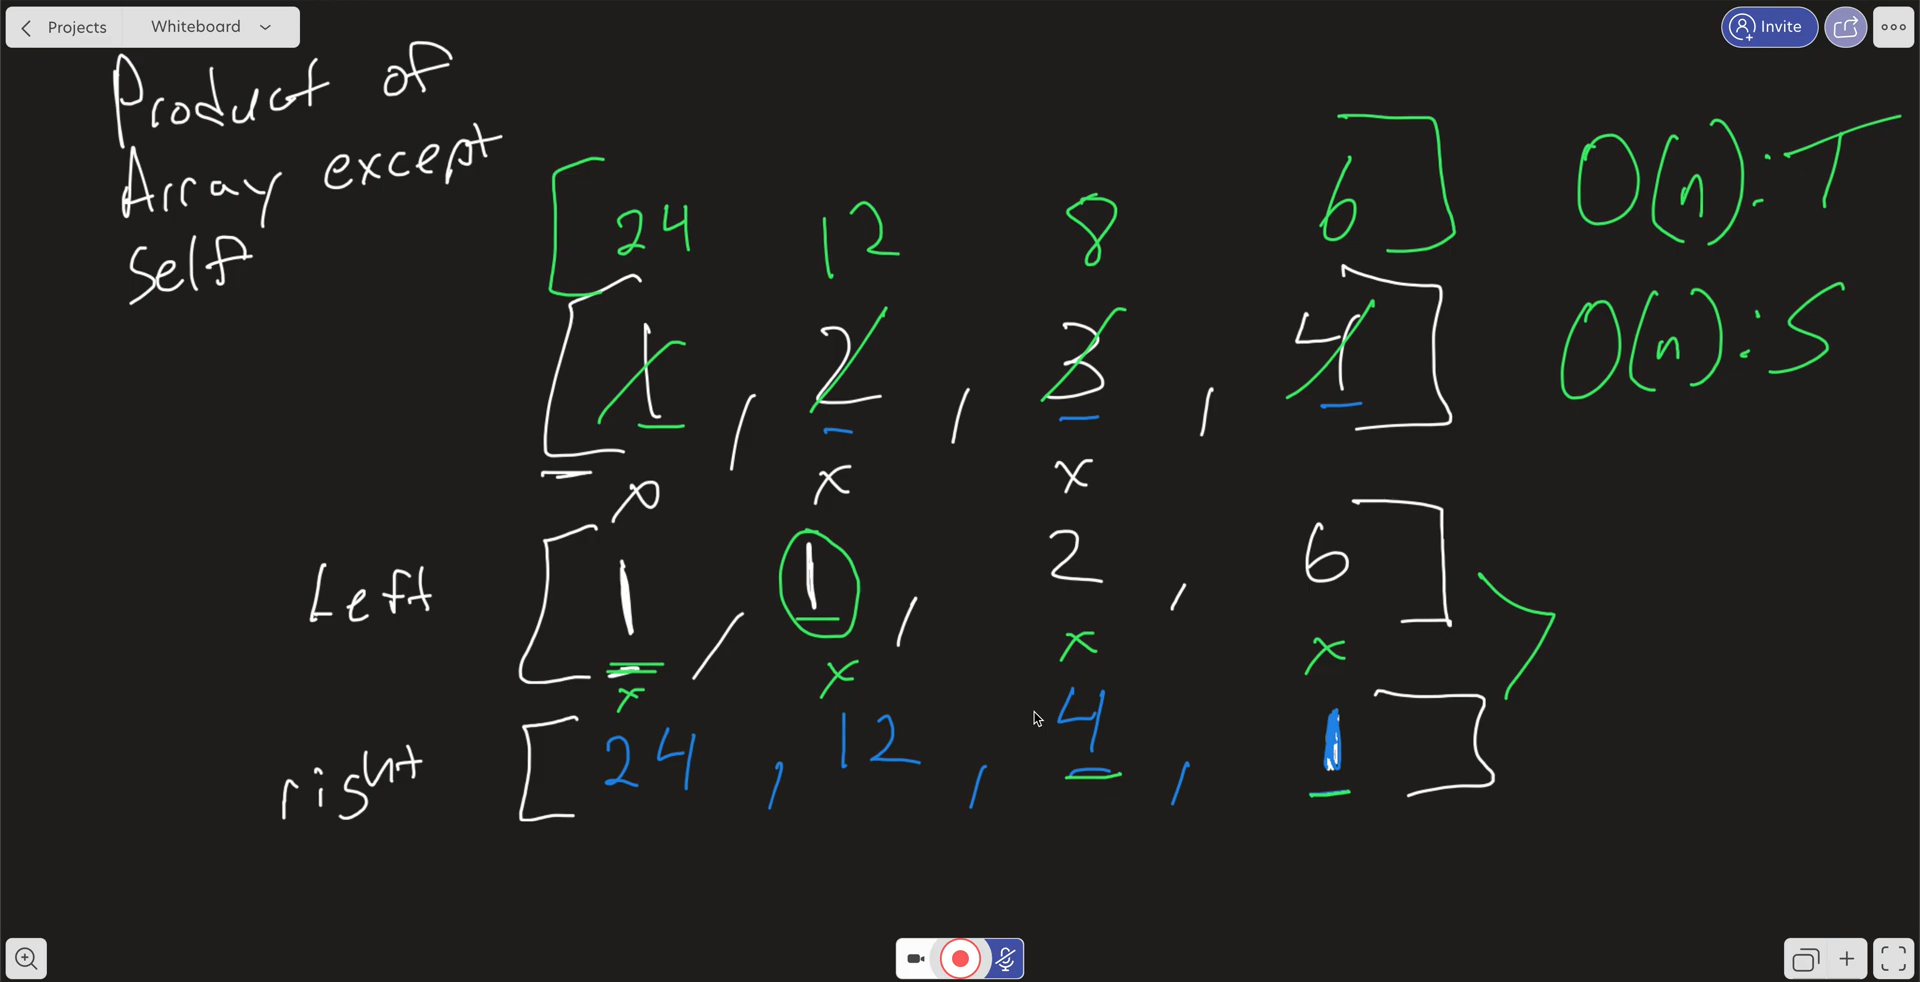 Projects Whiteboard Invite
Product of
Array except
Self
[24 12 8 6] O(n):T
[1, 2, 3, 4] O(n):S
x x x
Left [1, 1, 2, 6]
x x x x
right [24, 12, 4, 1]